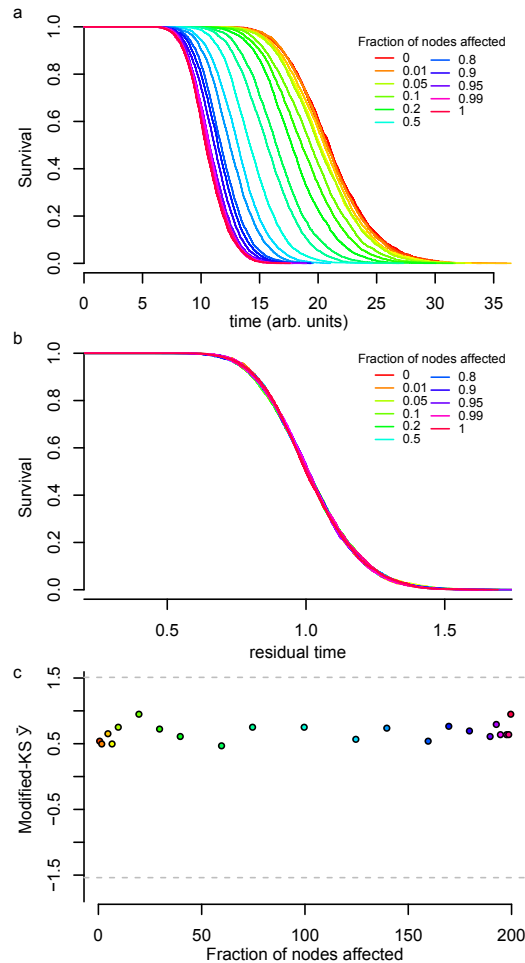 a
Survival
1.0
0.8
0.6
0.4
0.2
0.0
Fraction of nodes affected
0 0.8
0.01 0.9
0.05 0.95
0.1 0.99
0.2 1
0.5
0 5 10 15 20 25 30 35
time (arb. units)
b
Survival
1.0
0.8
0.6
0.4
0.2
0.0
Fraction of nodes affected
0 0.8
0.01 0.9
0.05 0.95
0.1 0.99
0.2 1
0.5
0.5 1.0 1.5
residual time
c
Modified-KS ỹ
1.5
0.5
−0.5
−1.5
0 50 100 150 200
Fraction of nodes affected